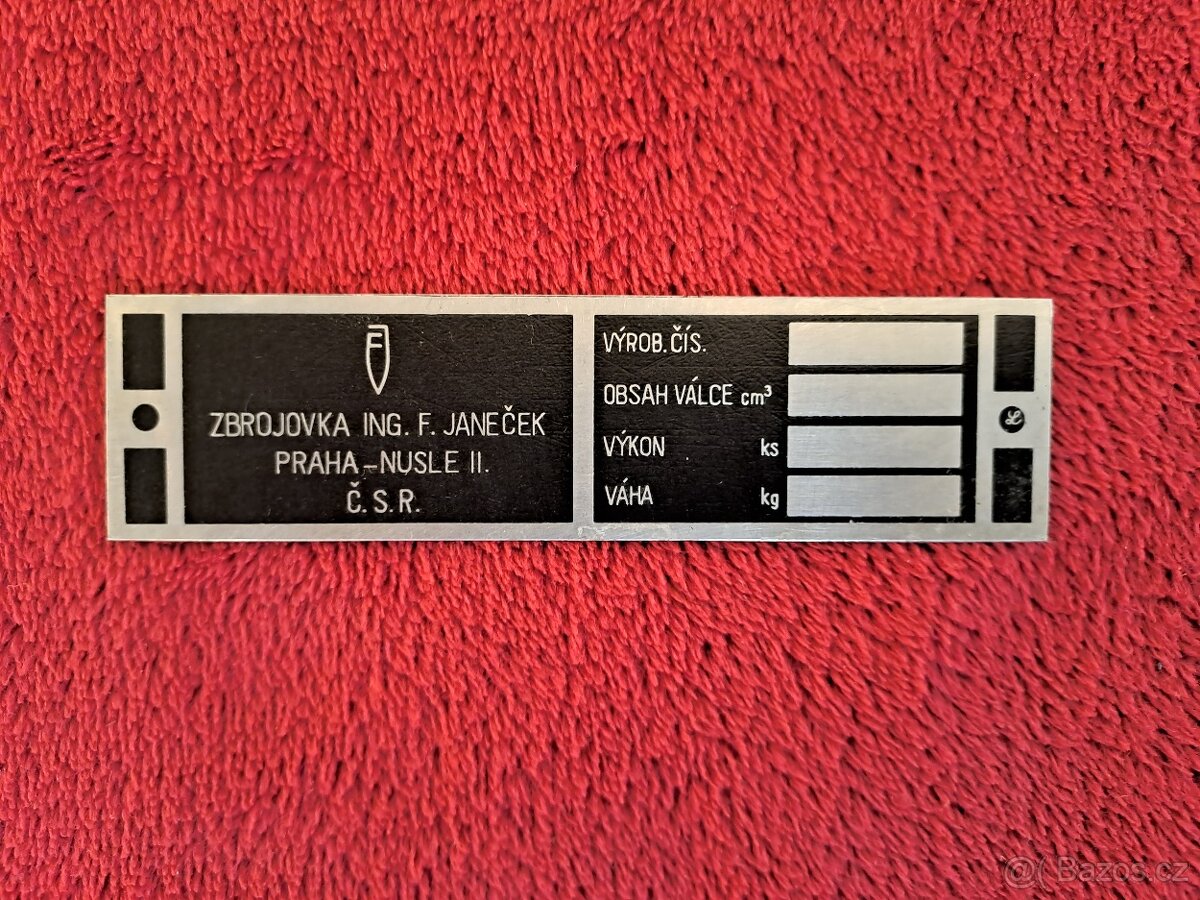 F
ZBROJOVKA ING. F. JANEČEK
PRAHA-NUSLE II.
Č.S.R.
VÝROB.ČÍS.
OBSAH VÁLCE cm³
VÝKON ks
VÁHA kg
@( Bazos.cz